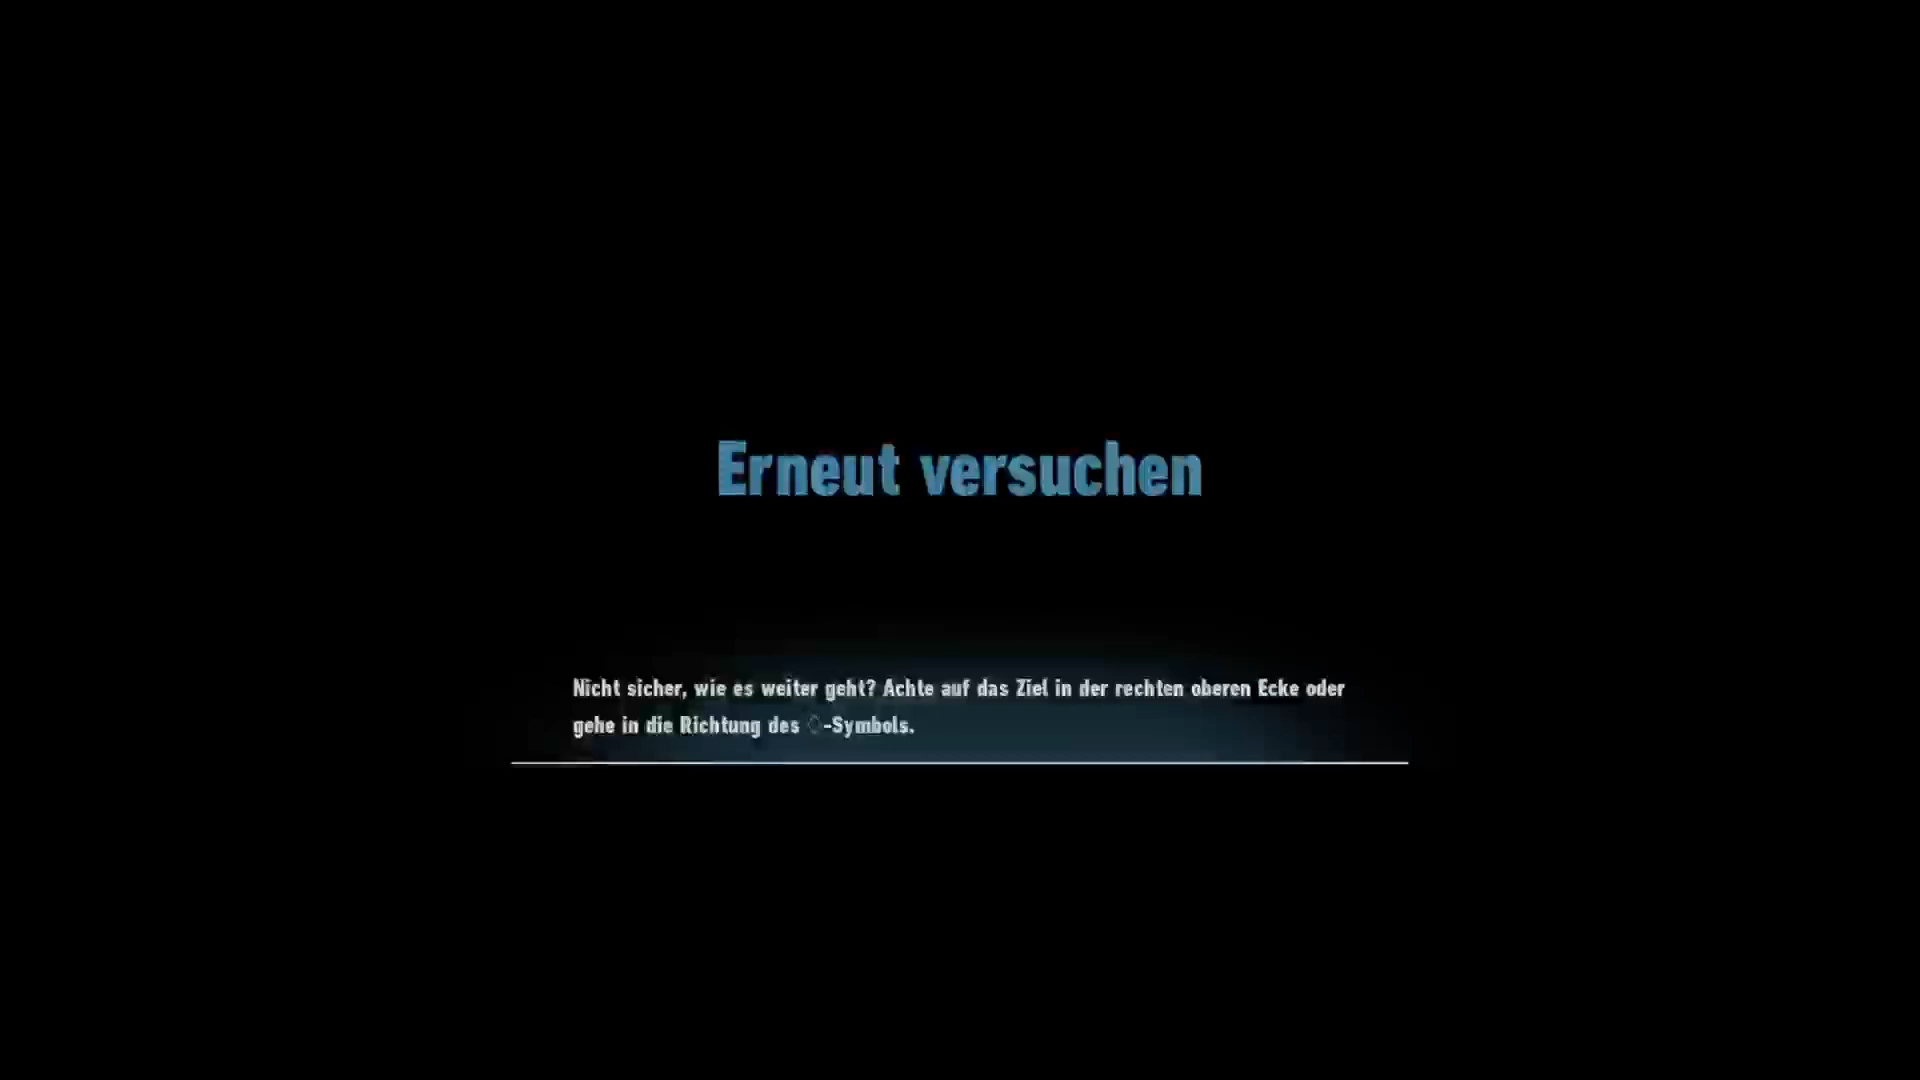 Erneut versuchen
Nicht sicher, wie es weiter geht? Achte auf das Ziel in der rechten oberen Ecke oder
gehe in die Richtung des ◇-Symbols.